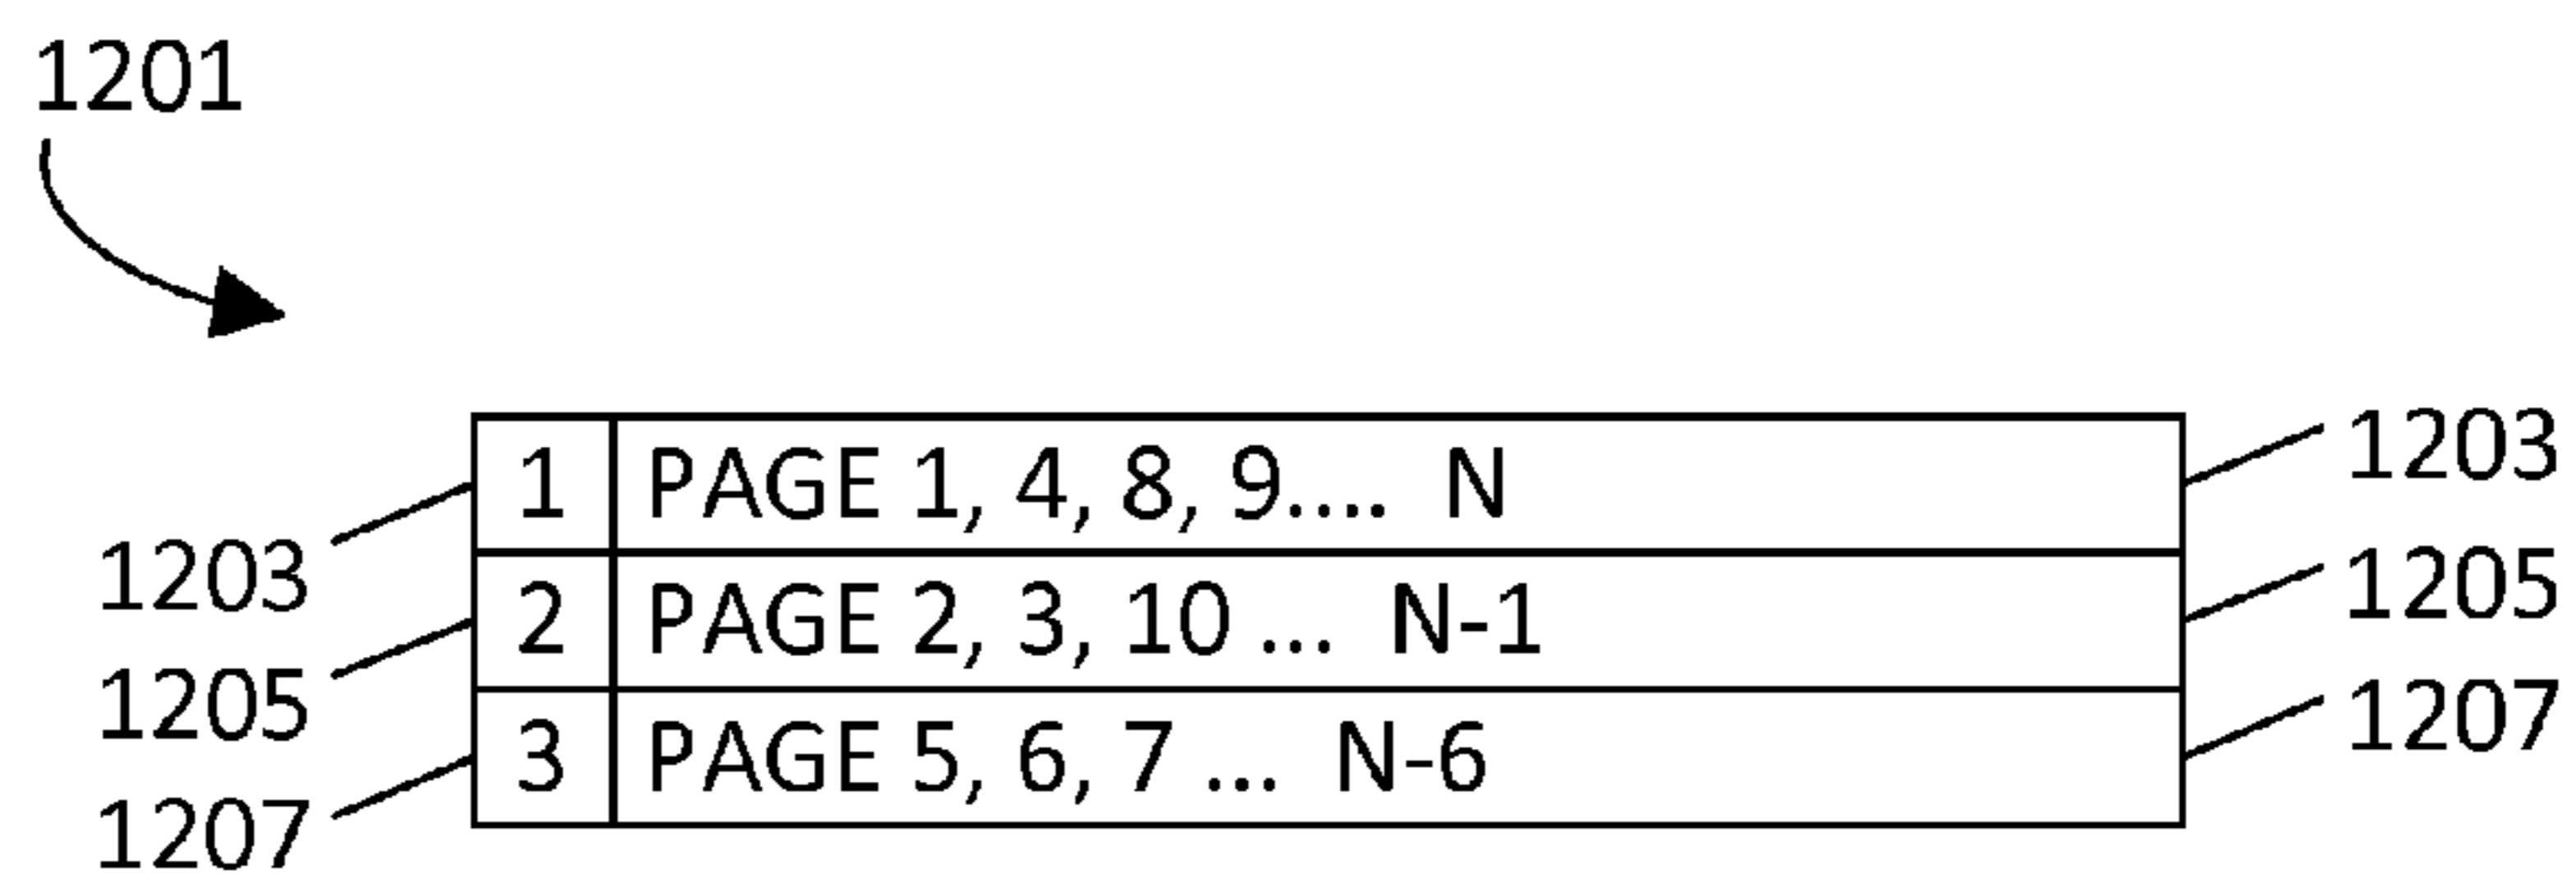 1201
1 PAGE 1, 4, 8, 9.... N 1203
1203
2 PAGE 2, 3, 10 ... N-1 1205
1205
3 PAGE 5, 6, 7 ... N-6 1207
1207